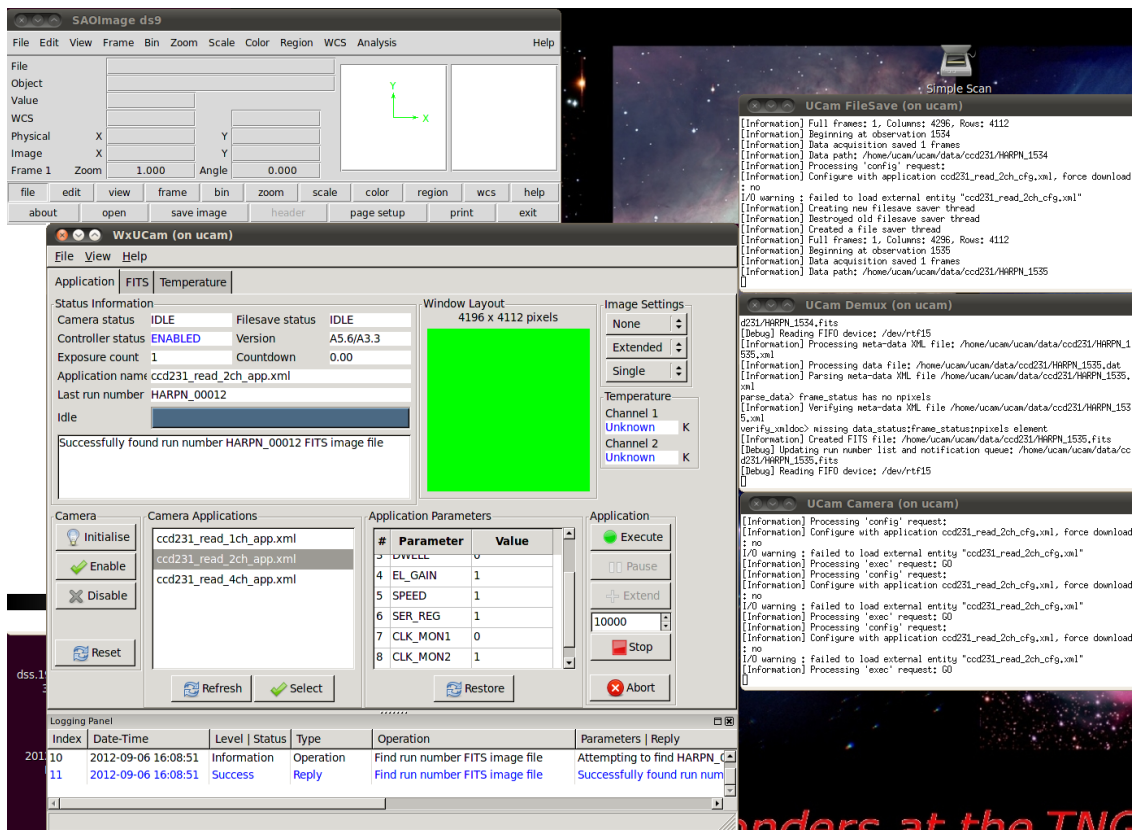 SAOImage ds9
File Edit View Frame Bin Zoom Scale Color Region WCS Analysis Help
File
Object
Value
WCS
Physical X Y
Image X Y
Frame 1 Zoom 1.000 Angle 0.000
Y
X
file edit view frame bin zoom scale color region wcs help
about open save image header page setup print exit
Simple Scan
UCam FileSave (on ucam)
[Information] Full frames: 1, Columns: 4296, Rows: 4112
[Information] Beginning at observation 1534
[Information] Data acquisition saved 1 frames
[Information] Data path: /home/ucam/ucam/data/ccd231/HARPN_1534
[Information] Processing 'config' request:
[Information] Configure with application ccd231_read_2ch_cfg.xml, force download
: no
I/O warning : failed to load external entity "ccd231_read_2ch_cfg.xml"
[Information] Creating new filesave saver thread
[Information] Destroyed old filesave saver thread
[Information] Created a file saver thread
[Information] Full frames: 1, Columns: 4296, Rows: 4112
[Information] Beginning at observation 1535
[Information] Data acquisition saved 1 frames
[Information] Data path: /home/ucam/ucam/data/ccd231/HARPN_1535
WxUCam (on ucam)
File View Help
Application FITS Temperature
Status Information
Camera status IDLE Filesave status IDLE
Controller status ENABLED Version A5.6/A3.3
Exposure count 1 Countdown 0.00
Application name ccd231_read_2ch_app.xml
Last run number HARPN_00012
Idle
Successfully found run number HARPN_00012 FITS image file
Window Layout
4196 x 4112 pixels
Image Settings
None
Extended
Single
Temperature
Channel 1
Unknown K
Channel 2
Unknown K
UCam Demux (on ucam)
d231/HARPN_1534.fits
[Debug] Reading FIFO device: /dev/rtf15
[Information] Processing meta-data XML file: /home/ucam/ucam/data/ccd231/HARPN_1
535.xml
[Information] Processing data file: /home/ucam/ucam/data/ccd231/HARPN_1535.dat
[Information] Parsing meta-data XML file /home/ucam/ucam/data/ccd231/HARPN_1535.
xml
parse_data> frame_status has no npixels
[Information] Verifying meta-data XML file /home/ucam/ucam/data/ccd231/HARPN_153
5.xml
verify_xmldoc> missing data_status:frame_status:npixels element
[Information] Created FITS file: /home/ucam/ucam/data/ccd231/HARPN_1535.fits
[Debug] Updating run number list and notification queue: /home/ucam/ucam/data/cc
d231/HARPN_1535.fits
[Debug] Reading FIFO device: /dev/rtf15
Camera
Initialise
Enable
Disable
Reset
Camera Applications
ccd231_read_1ch_app.xml
ccd231_read_2ch_app.xml
ccd231_read_4ch_app.xml
Refresh Select
Application Parameters
# Parameter Value
3 DWELL 0
4 EL_GAIN 1
5 SPEED 1
6 SER_REG 1
7 CLK_MON1 0
8 CLK_MON2 1
Restore
Application
Execute
Pause
Extend
10000
Stop
Abort
UCam Camera (on ucam)
[Information] Processing 'config' request:
[Information] Configure with application ccd231_read_2ch_cfg.xml, force download
: no
I/O warning : failed to load external entity "ccd231_read_2ch_cfg.xml"
[Information] Processing 'exec' request: GO
[Information] Processing 'config' request:
[Information] Configure with application ccd231_read_2ch_cfg.xml, force download
: no
I/O warning : failed to load external entity "ccd231_read_2ch_cfg.xml"
[Information] Processing 'exec' request: GO
[Information] Processing 'config' request:
[Information] Configure with application ccd231_read_2ch_cfg.xml, force download
: no
I/O warning : failed to load external entity "ccd231_read_2ch_cfg.xml"
[Information] Processing 'exec' request: GO
Logging Panel
Index Date-Time Level | Status Type Operation Parameters | Reply
10 2012-09-06 16:08:51 Information Operation Find run number FITS image file Attempting to find HARPN_0
11 2012-09-06 16:08:51 Success Reply Find run number FITS image file Successfully found run num
at the TNG